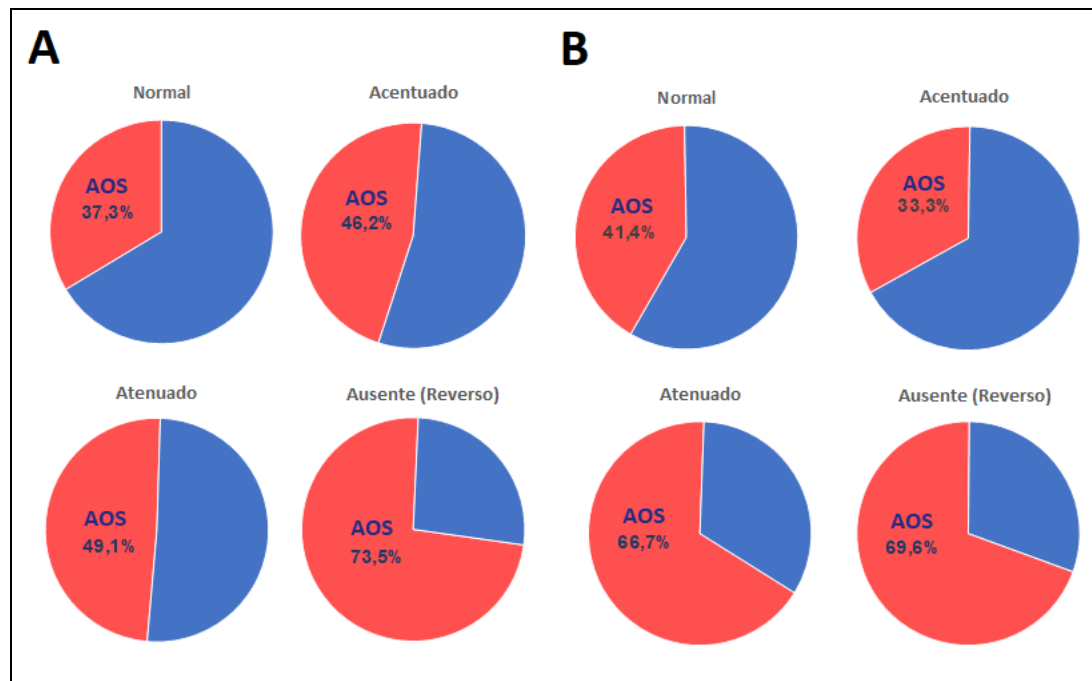 A
Normal
AOS
37,3%
Acentuado
AOS
46,2%
Atenuado
AOS
49,1%
Ausente (Reverso)
AOS
73,5%
B
Normal
AOS
41,4%
Acentuado
AOS
33,3%
Atenuado
AOS
66,7%
Ausente (Reverso)
AOS
69,6%